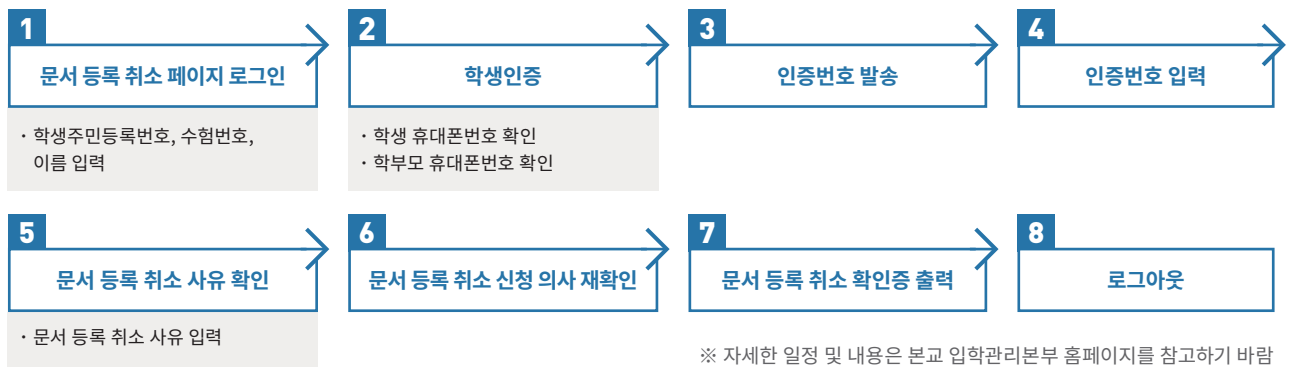 1
문서 등록 취소 페이지 로그인
· 학생주민등록번호, 수험번호,
이름 입력
2
학생인증
· 학생 휴대폰번호 확인
· 학부모 휴대폰번호 확인
3
인증번호 발송
4
인증번호 입력
5
문서 등록 취소 사유 확인
· 문서 등록 취소 사유 입력
6
문서 등록 취소 신청 의사 재확인
7
문서 등록 취소 확인증 출력
8
로그아웃
※ 자세한 일정 및 내용은 본교 입학관리본부 홈페이지를 참고하기 바람